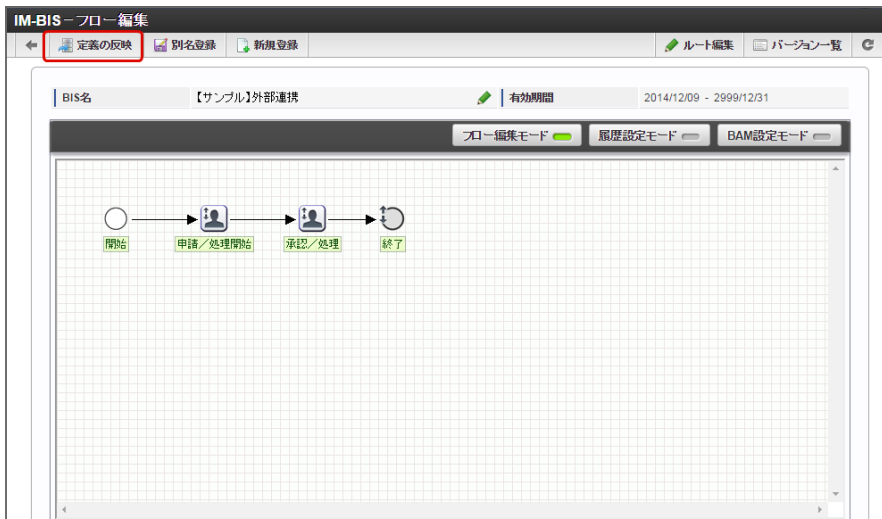 IM-BIS－フロー編集
定義の反映 別名登録 新規登録 ルート編集 バージョン一覧
BIS名 【サンプル】外部連携 有効期間 2014/12/09 - 2999/12/31
フロー編集モード 履歴設定モード BAM設定モード
開始 申請／処理開始 承認／処理 終了